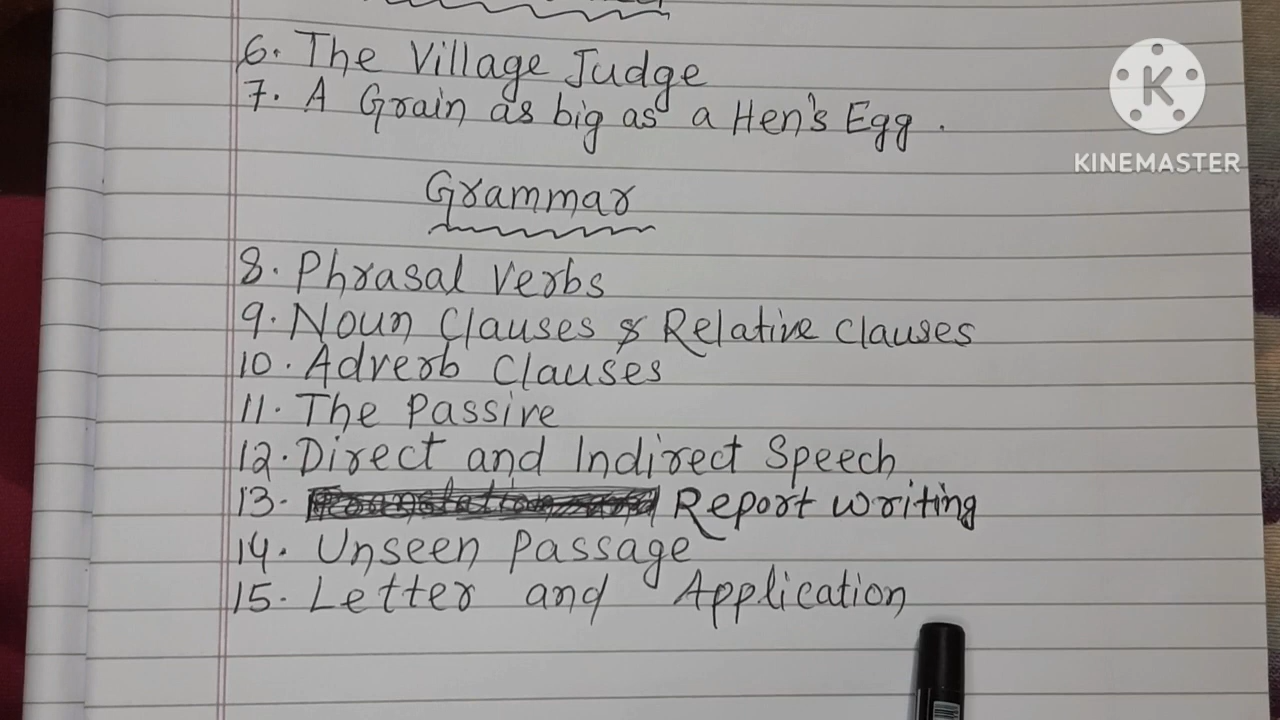 6. The Village Judge
7. A Grain as big as a Hen's Egg.
KINEMASTER
Grammar
8. Phrasal Verbs
9. Noun Clauses & Relative Clauses
10. Adverb Clauses
11. The Passive
12. Direct and Indirect Speech
13. Report writing
14. Unseen Passage
15. Letter and Application